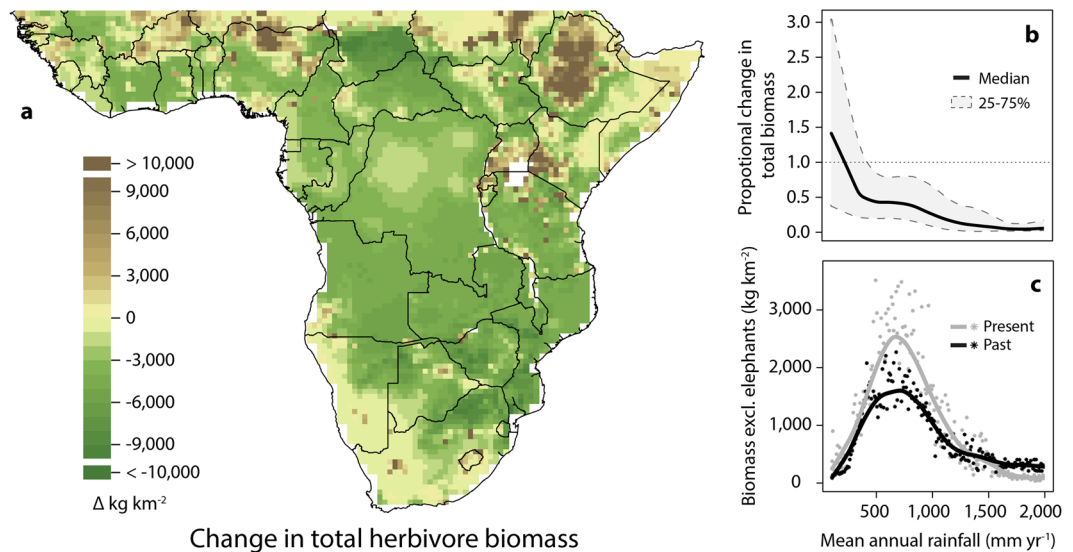 a
> 10,000
9,000
6,000
3,000
0
-3,000
-6,000
-9,000
< -10,000
Δ kg km⁻²
Change in total herbivore biomass
b
Propotional change in
total biomass
3.0
2.5
2.0
1.5
1.0
0.5
0.0
Median
25-75%
c
Biomass excl. elephants (kg km⁻²)
3,000
2,000
1,000
0
Present
Past
500
1,000
1,500
2,000
Mean annual rainfall (mm yr⁻¹)